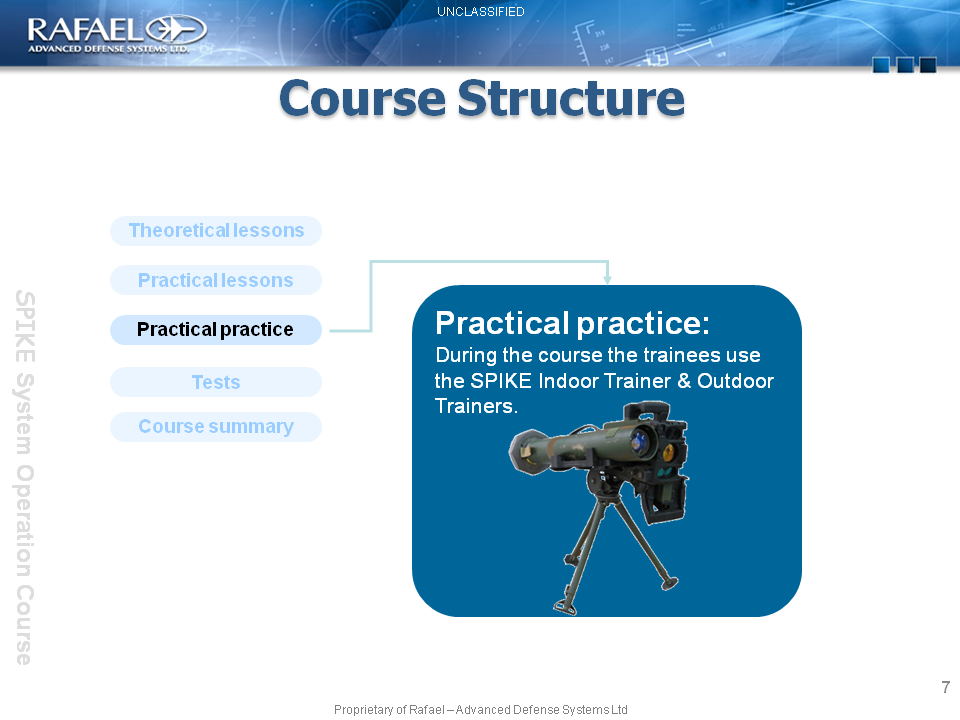 UNCLASSIFIED
RAFAEL
ADVANCED DEFENSE SYSTEMS LTD.
Course Structure
Theoretical lessons
Practical lessons
Practical practice
Tests
Course summary
Practical practice:
During the course the trainees use
the SPIKE Indoor Trainer & Outdoor
Trainers.
SPIKE System Operation Course
7
Proprietary of Rafael – Advanced Defense Systems Ltd